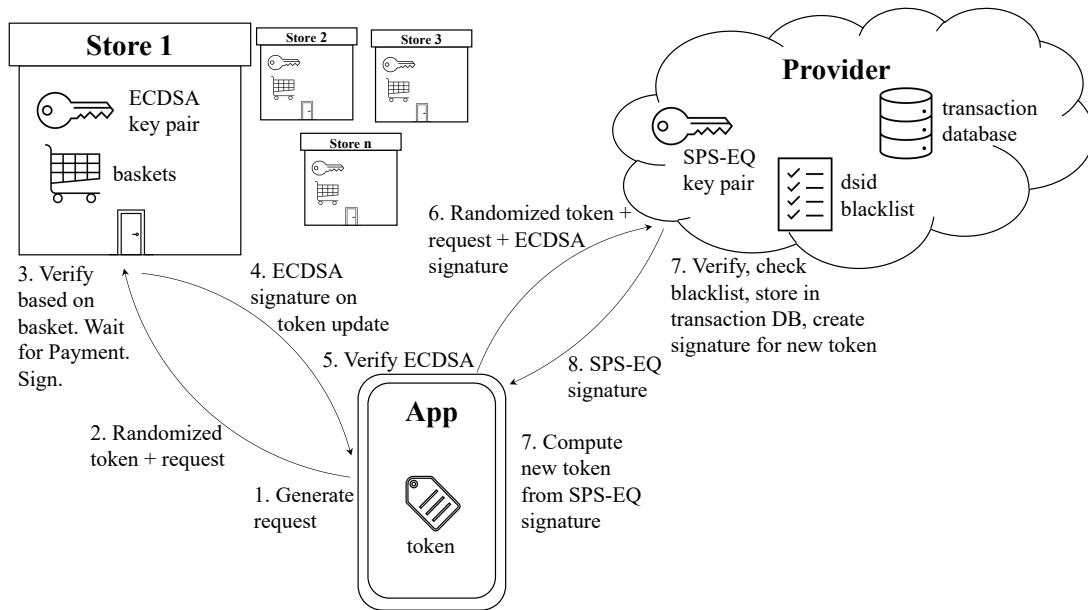 Store 1
ECDSA
key pair
baskets
Store 2
Store 3
Store n
Provider
SPS-EQ
key pair
transaction
database
dsid
blacklist
3. Verify
based on
basket. Wait
for Payment.
Sign.
4. ECDSA
signature on
token update
6. Randomized token +
request + ECDSA
signature
7. Verify, check
blacklist, store in
transaction DB, create
signature for new token
5. Verify ECDSA
8. SPS-EQ
signature
2. Randomized
token + request
1. Generate
request
App
token
7. Compute
new token
from SPS-EQ
signature